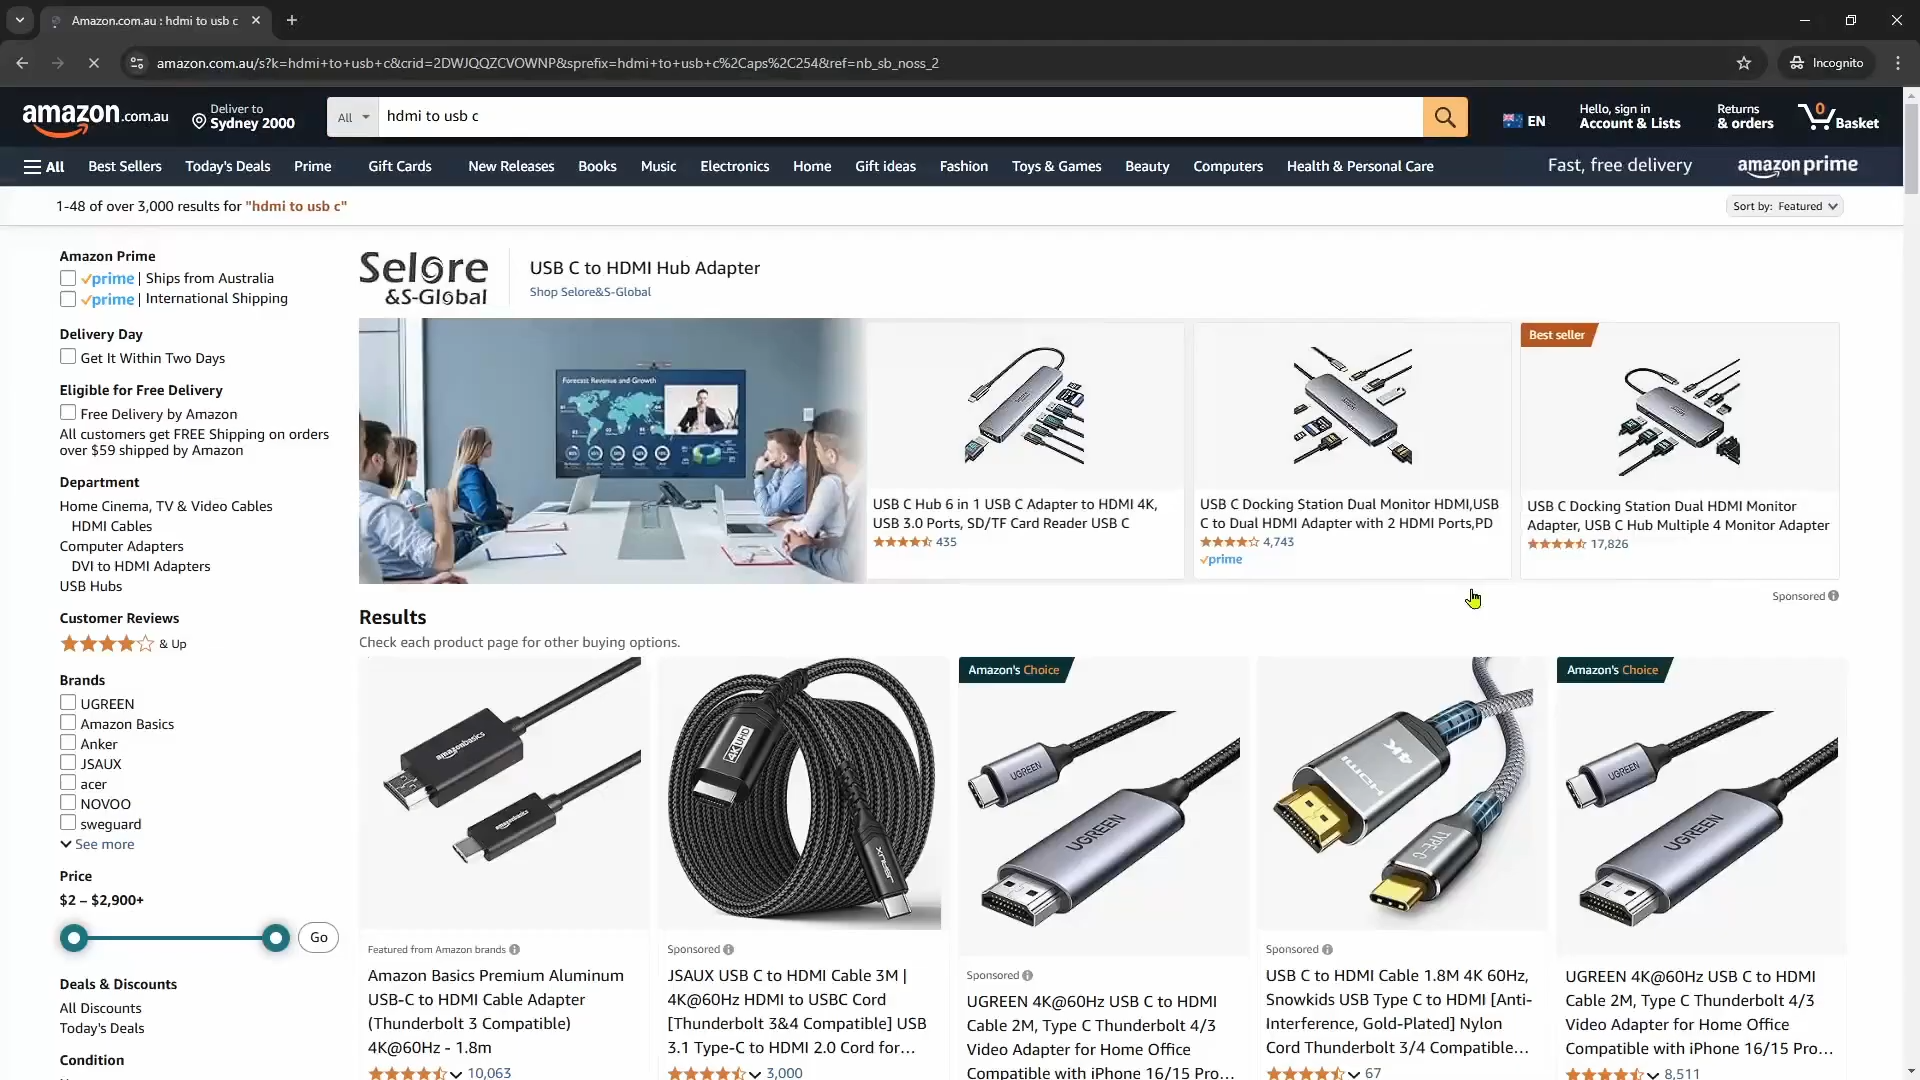 Amazon.com.au : hdmi to usb c
amazon.com.au/s?k=hdmi+to+usb+c&crid=2DWJQQZCVOWNP&sprefix=hdmi+to+usb+c%2Caps%2C254&ref=nb_sb_noss_2
Incognito
amazon.com.au
Deliver to
Sydney 2000
All
hdmi to usb c
EN
Hello, sign in
Account & Lists
Returns
& orders
0
Basket
All
Best Sellers
Today's Deals
Prime
Gift Cards
New Releases
Books
Music
Electronics
Home
Gift ideas
Fashion
Toys & Games
Beauty
Computers
Health & Personal Care
Fast, free delivery
amazon prime
1-48 of over 3,000 results for "hdmi to usb c"
Sort by: Featured
Amazon Prime
prime | Ships from Australia
prime | International Shipping
Delivery Day
Get It Within Two Days
Eligible for Free Delivery
Free Delivery by Amazon
All customers get FREE Shipping on orders
over $59 shipped by Amazon
Department
Home Cinema, TV & Video Cables
HDMI Cables
Computer Adapters
DVI to HDMI Adapters
USB Hubs
Customer Reviews
& Up
Brands
UGREEN
Amazon Basics
Anker
JSAUX
acer
NOVOO
sweguard
See more
Price
$2 – $2,900+
Go
Deals & Discounts
All Discounts
Today's Deals
Condition
Selore
&S-Global
USB C to HDMI Hub Adapter
Shop Selore&S-Global
Forecast Revenue and Growth
USB C Hub 6 in 1 USB C Adapter to HDMI 4K,
USB 3.0 Ports, SD/TF Card Reader USB C
435
USB C Docking Station Dual Monitor HDMI,USB
C to Dual HDMI Adapter with 2 HDMI Ports,PD
4,743
prime
Best seller
USB C Docking Station Dual HDMI Monitor
Adapter, USB C Hub Multiple 4 Monitor Adapter
17,826
Sponsored
Results
Check each product page for other buying options.
amazonbasics
amazonbasics
Featured from Amazon brands
Amazon Basics Premium Aluminum
USB-C to HDMI Cable Adapter
(Thunderbolt 3 Compatible)
4K@60Hz - 1.8m
10,063
4K UHD
JSAUX
Sponsored
JSAUX USB C to HDMI Cable 3M |
4K@60Hz HDMI to USBC Cord
[Thunderbolt 3&4 Compatible] USB
3.1 Type-C to HDMI 2.0 Cord for...
3,000
Amazon's Choice
UGREEN
UGREEN
Sponsored
UGREEN 4K@60Hz USB C to HDMI
Cable 2M, Type C Thunderbolt 4/3
Video Adapter for Home Office
Compatible with iPhone 16/15 Pro...
4K
HDMI
TYPE-C
Sponsored
USB C to HDMI Cable 1.8M 4K 60Hz,
Snowkids USB Type C to HDMI [Anti-
Interference, Gold-Plated] Nylon
Cord Thunderbolt 3/4 Compatible...
67
Amazon's Choice
UGREEN
UGREEN
UGREEN 4K@60Hz USB C to HDMI
Cable 2M, Type C Thunderbolt 4/3
Video Adapter for Home Office
Compatible with iPhone 16/15 Pro...
8,511